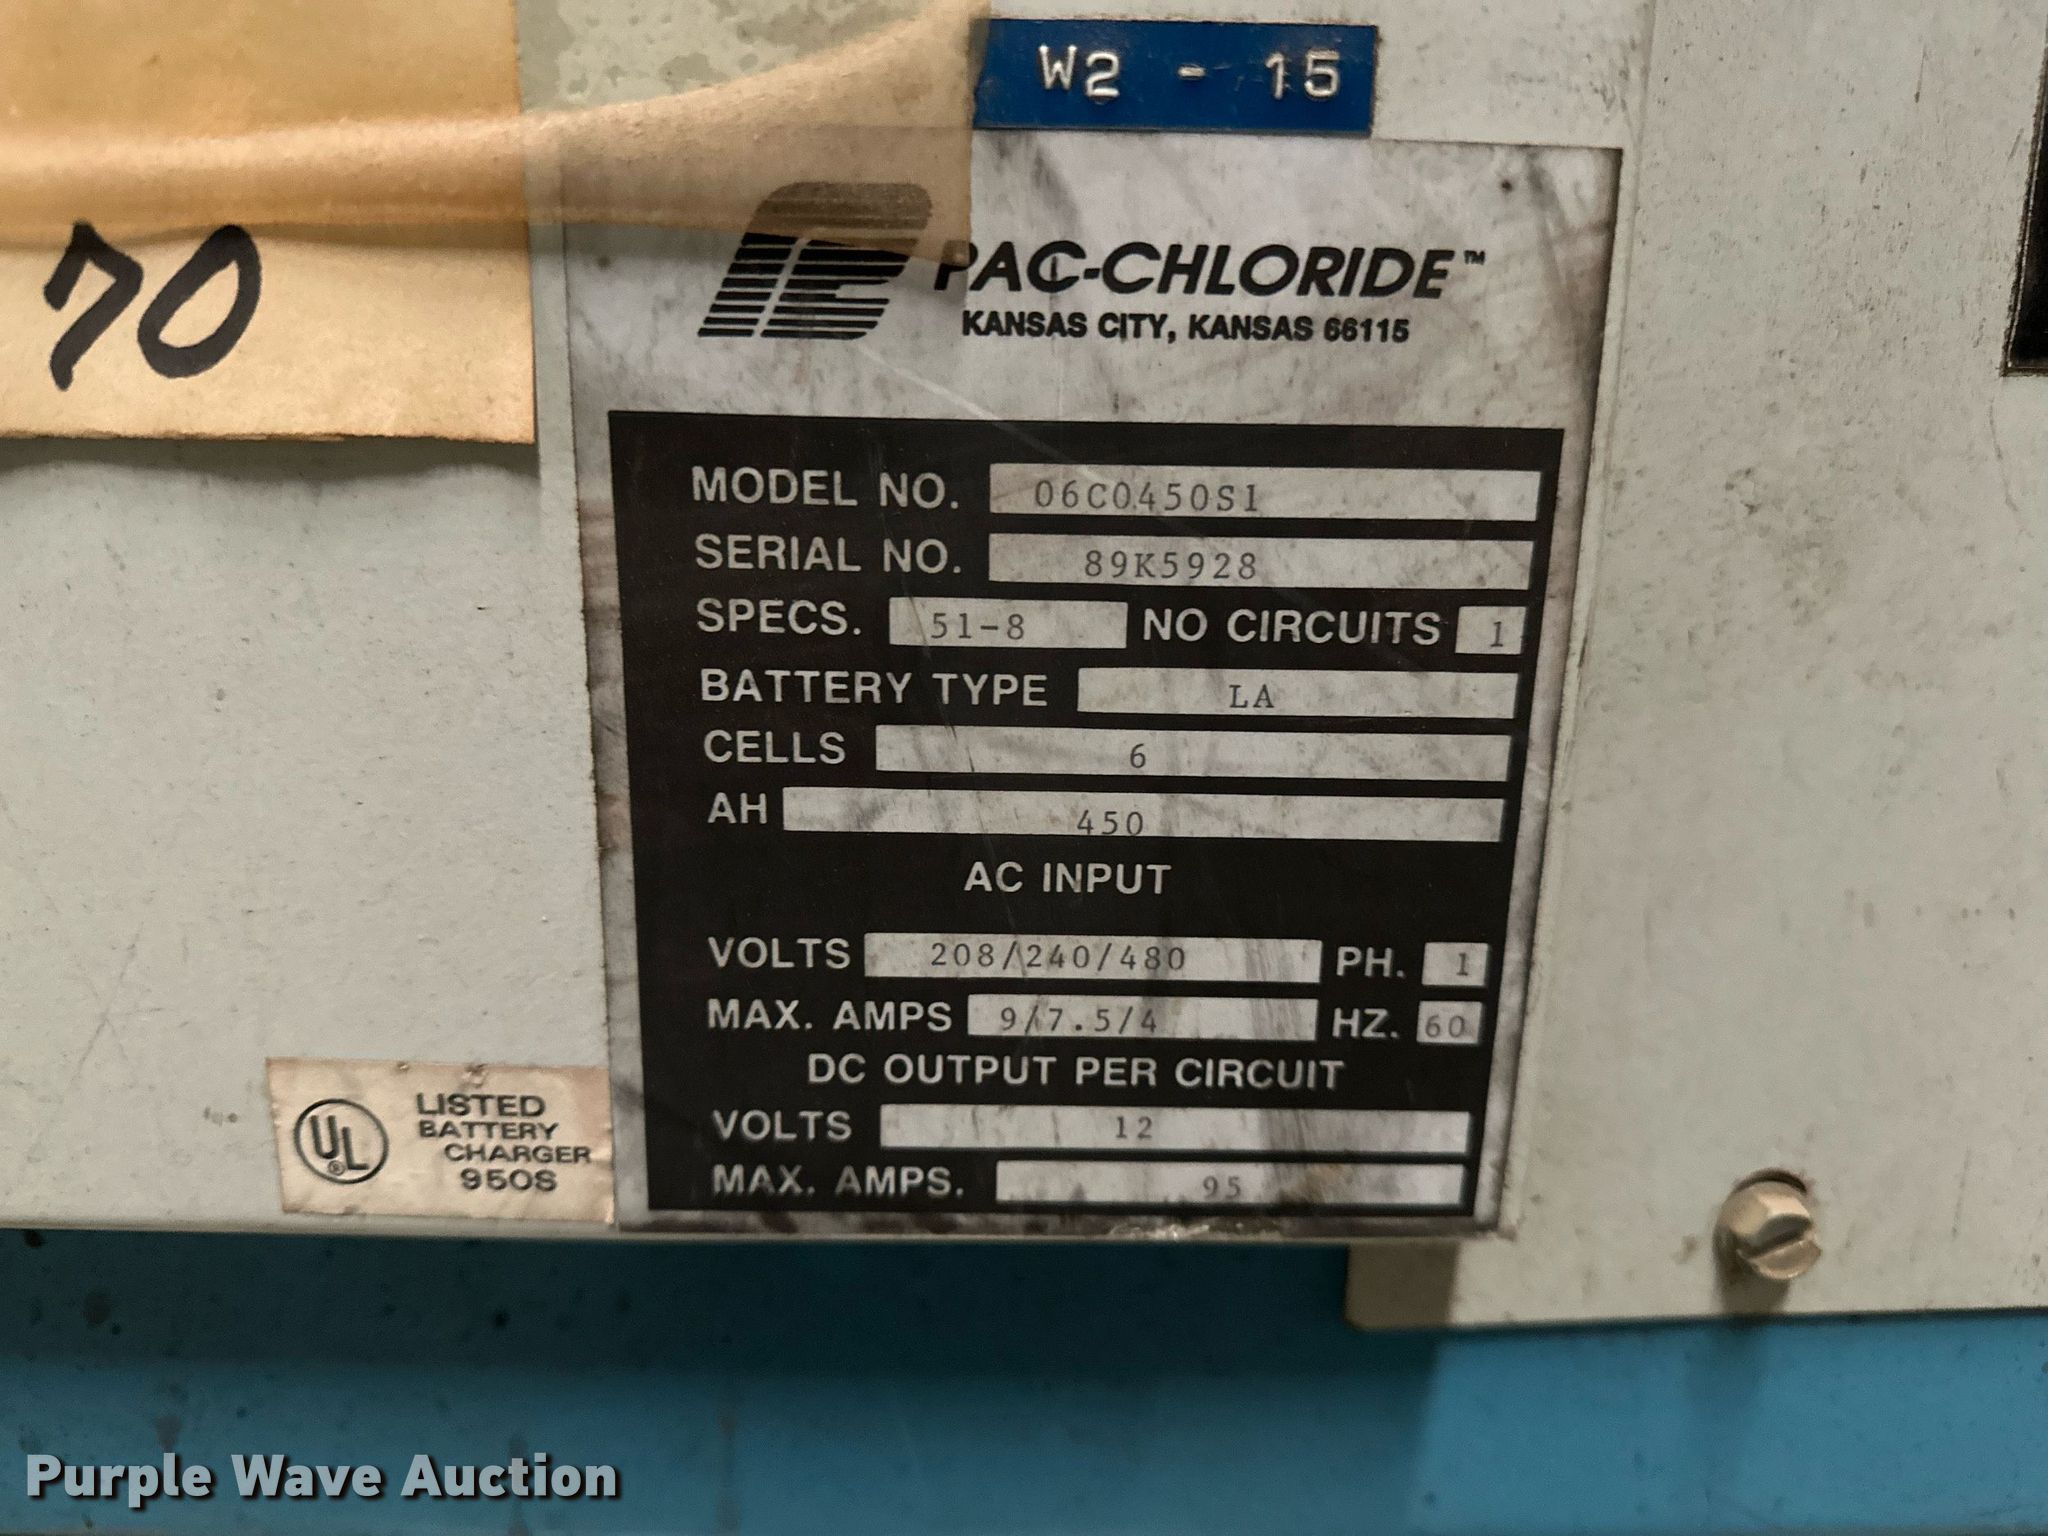 W2 - 15
70
PAC-CHLORIDE™
KANSAS CITY, KANSAS 66115
MODEL NO. 06C0450S1
SERIAL NO. 89K5928
SPECS. 51-8 NO CIRCUITS 1
BATTERY TYPE LA
CELLS 6
AH 450
AC INPUT
VOLTS 208/240/480 PH. 1
MAX. AMPS 9/7.5/4 HZ. 60
DC OUTPUT PER CIRCUIT
VOLTS 12
MAX. AMPS. 95
UL®
LISTED
BATTERY
CHARGER
950S
Purple Wave Auction